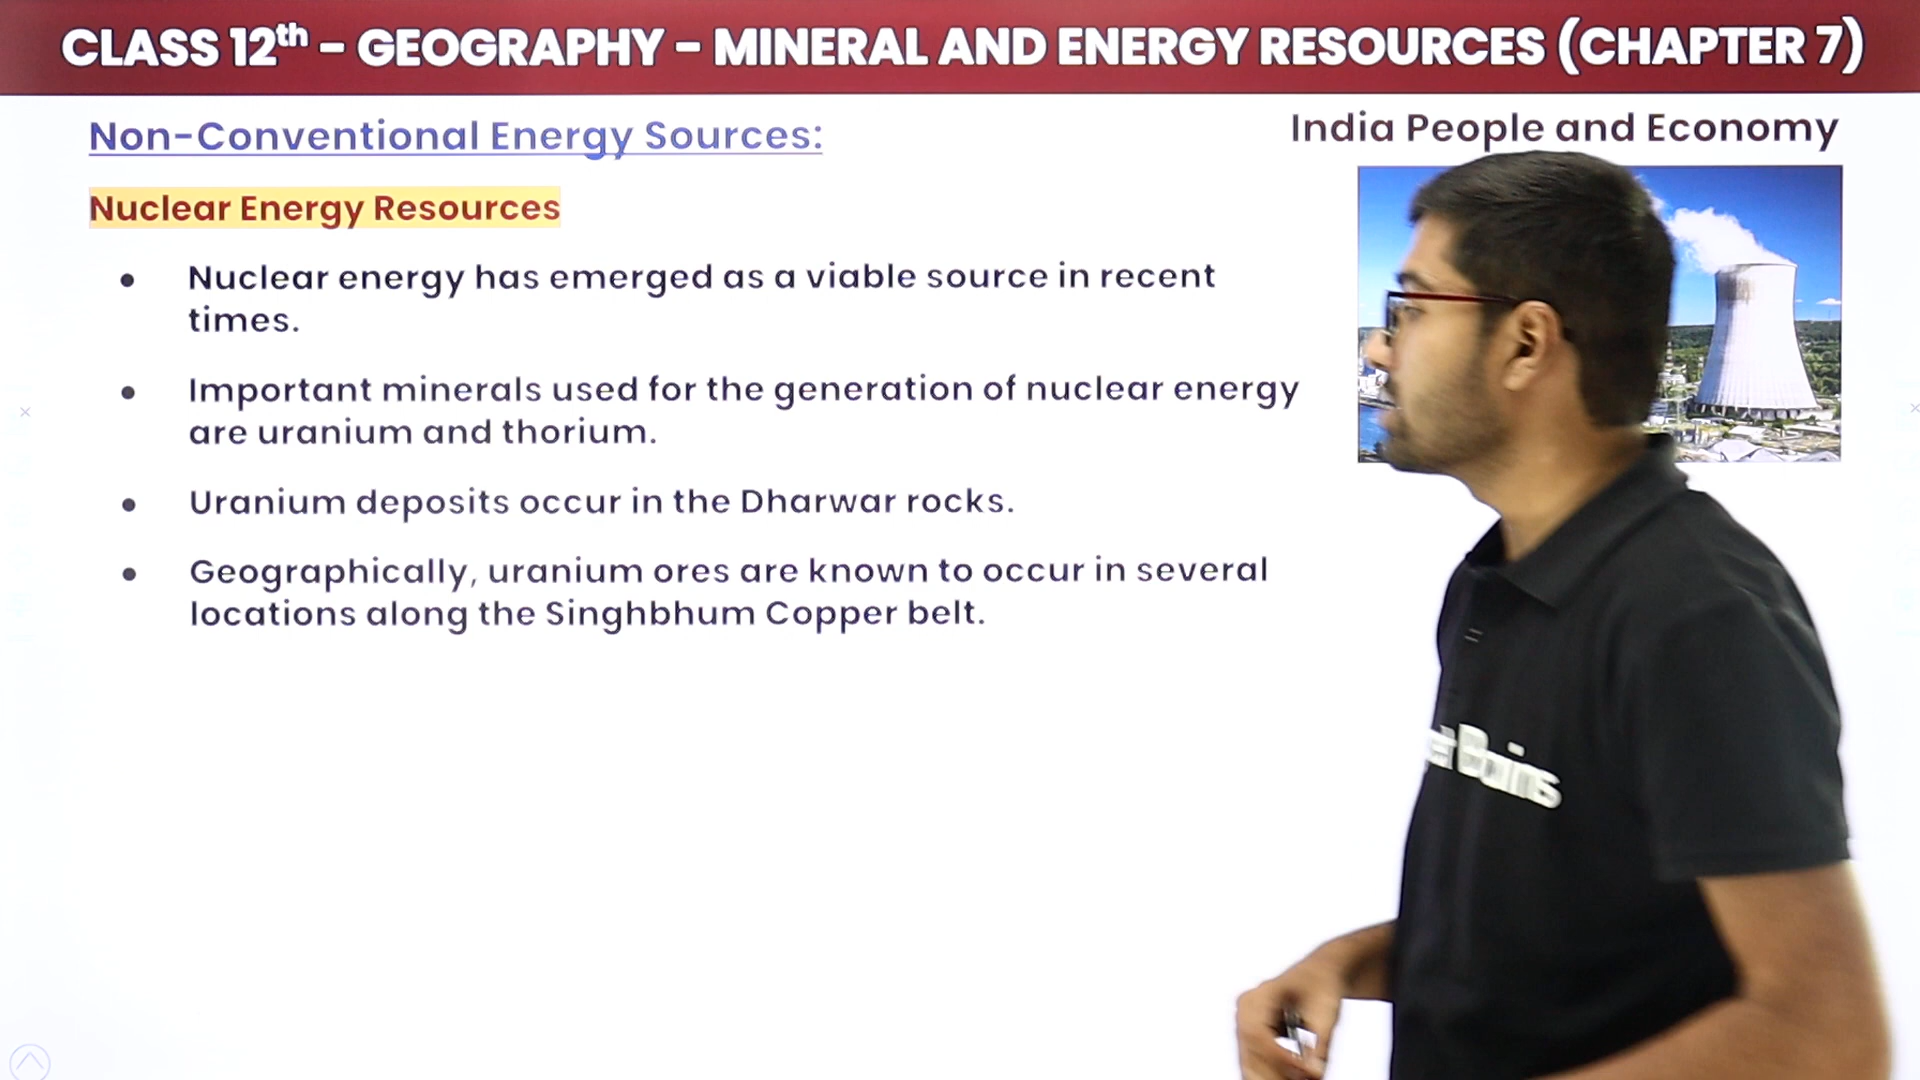 CLASS 12th - GEOGRAPHY - MINERAL AND ENERGY RESOURCES (CHAPTER 7)
Non-Conventional Energy Sources:
India People and Economy
Nuclear Energy Resources
• Nuclear energy has emerged as a viable source in recent
times.
• Important minerals used for the generation of nuclear energy
are uranium and thorium.
• Uranium deposits occur in the Dharwar rocks.
• Geographically, uranium ores are known to occur in several
locations along the Singhbhum Copper belt.